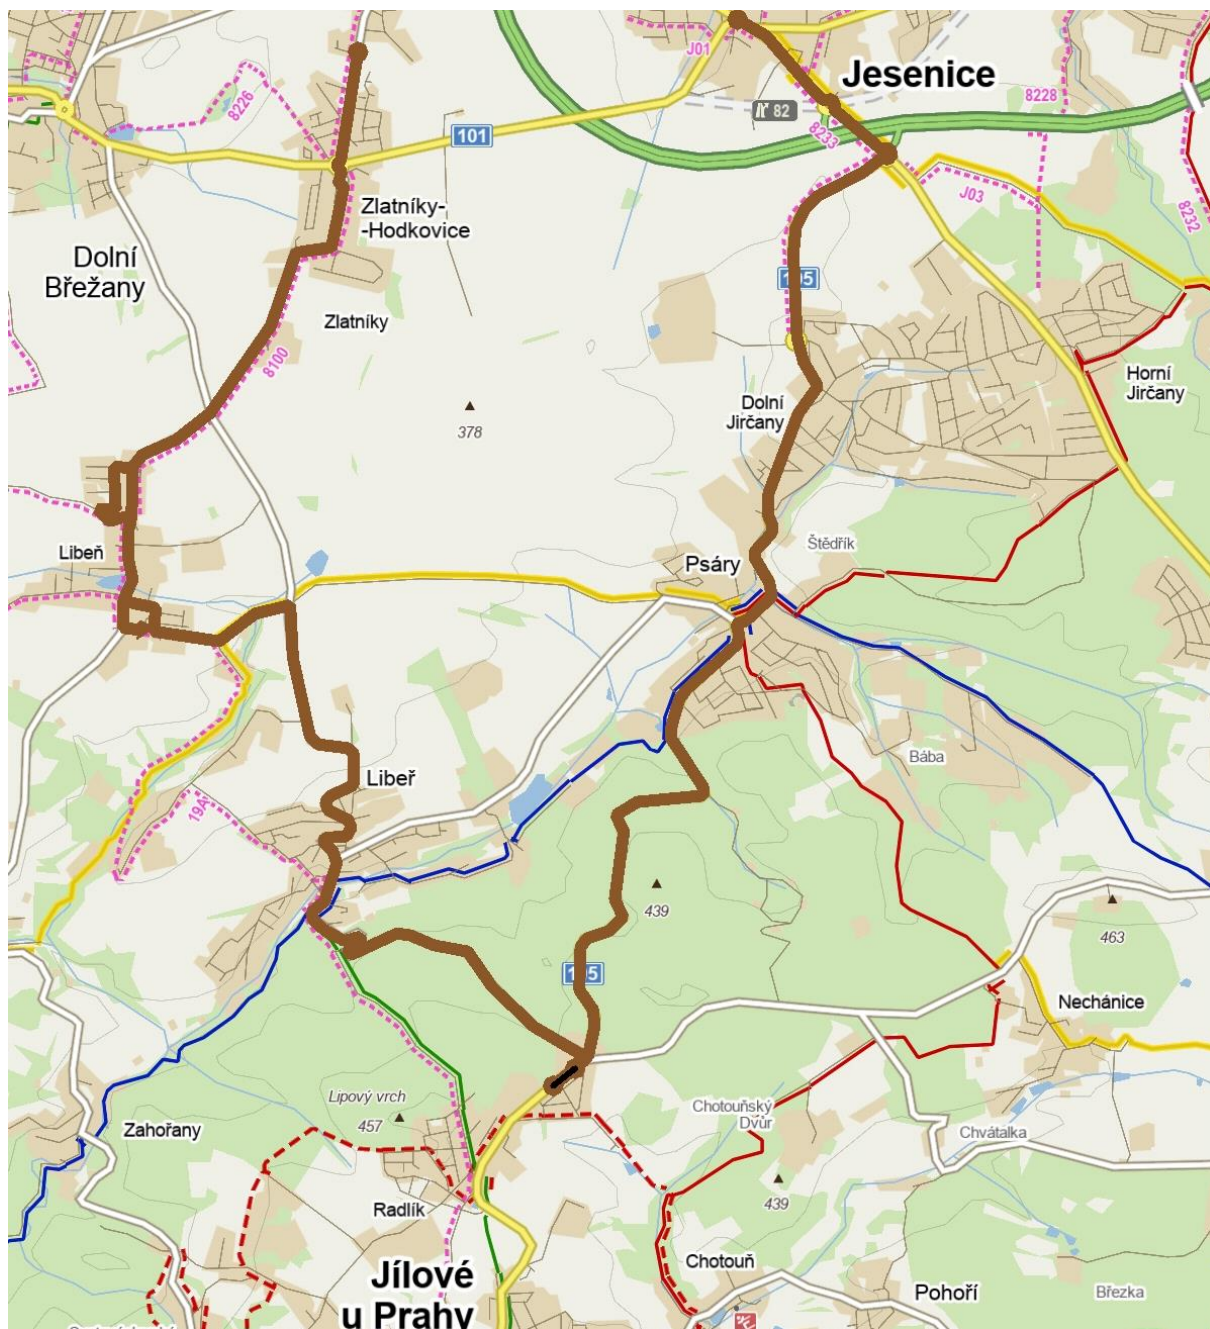 J01
Jesenice
8226
82
8228
101
8233
J03
8232
Zlatníky-
-Hodkovice
Dolní
Břežany
105
Zlatníky
8100
Horní
Jirčany
Dolní
Jirčany
378
Štědřík
Libeň
Psáry
Bába
Libeř
19A
439
463
105
Nechánice
Lipový vrch
457
Chotouňský
Dvůr
Zahořany
Chvátalka
439
Radlík
Chotouň
Jílové
u Prahy
Pohoří
Březka